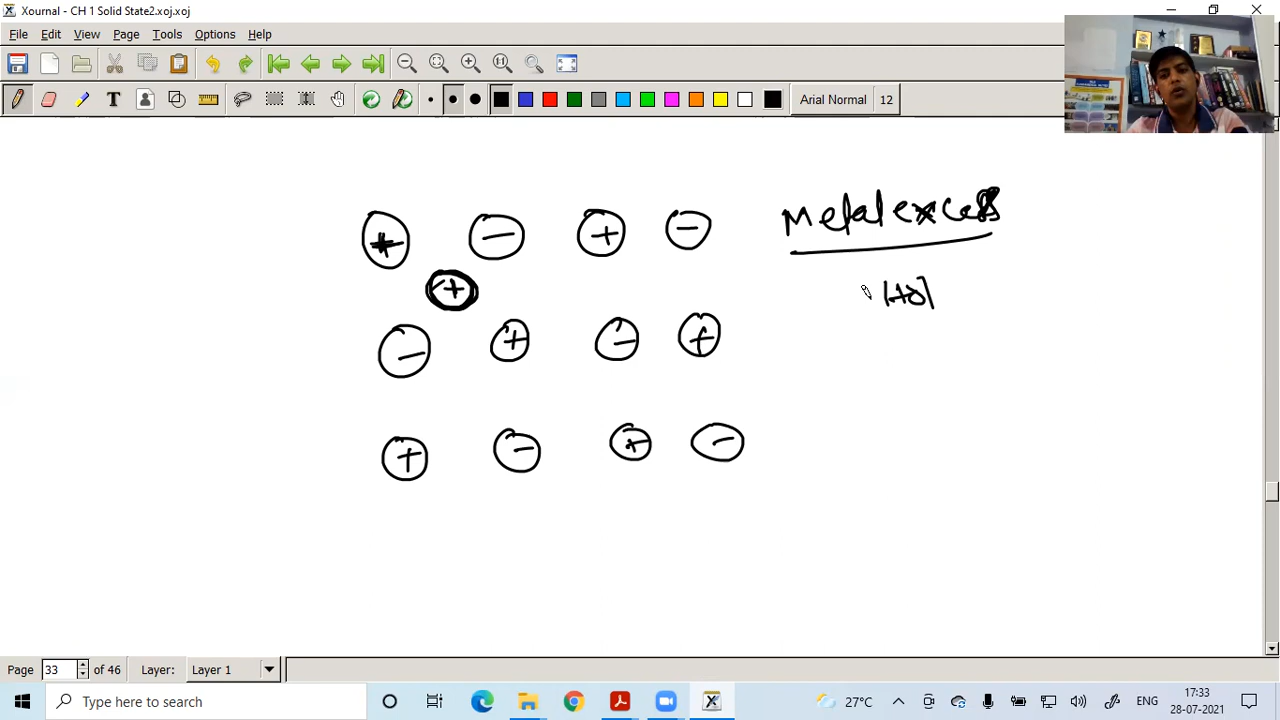 Xournal - CH 1 Solid State2.xoj.xoj
File Edit View Page Tools Options Help
Arial Normal 12
+ − + −
Metal excess
+
− + − +
+ − + −
Page 33 of 46 Layer: Layer 1
Type here to search
27°C ENG 17:33
28-07-2021